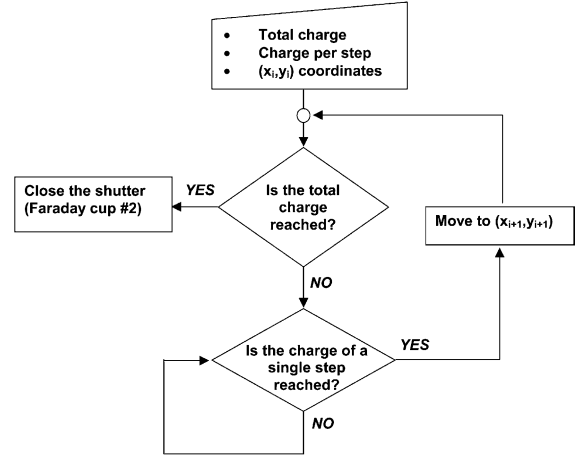 • Total charge
• Charge per step
• (xi,yi) coordinates
Is the total
charge
reached?
YES
Close the shutter
(Faraday cup #2)
Move to (xi+1,yi+1)
NO
Is the charge of a
single step
reached?
YES
NO